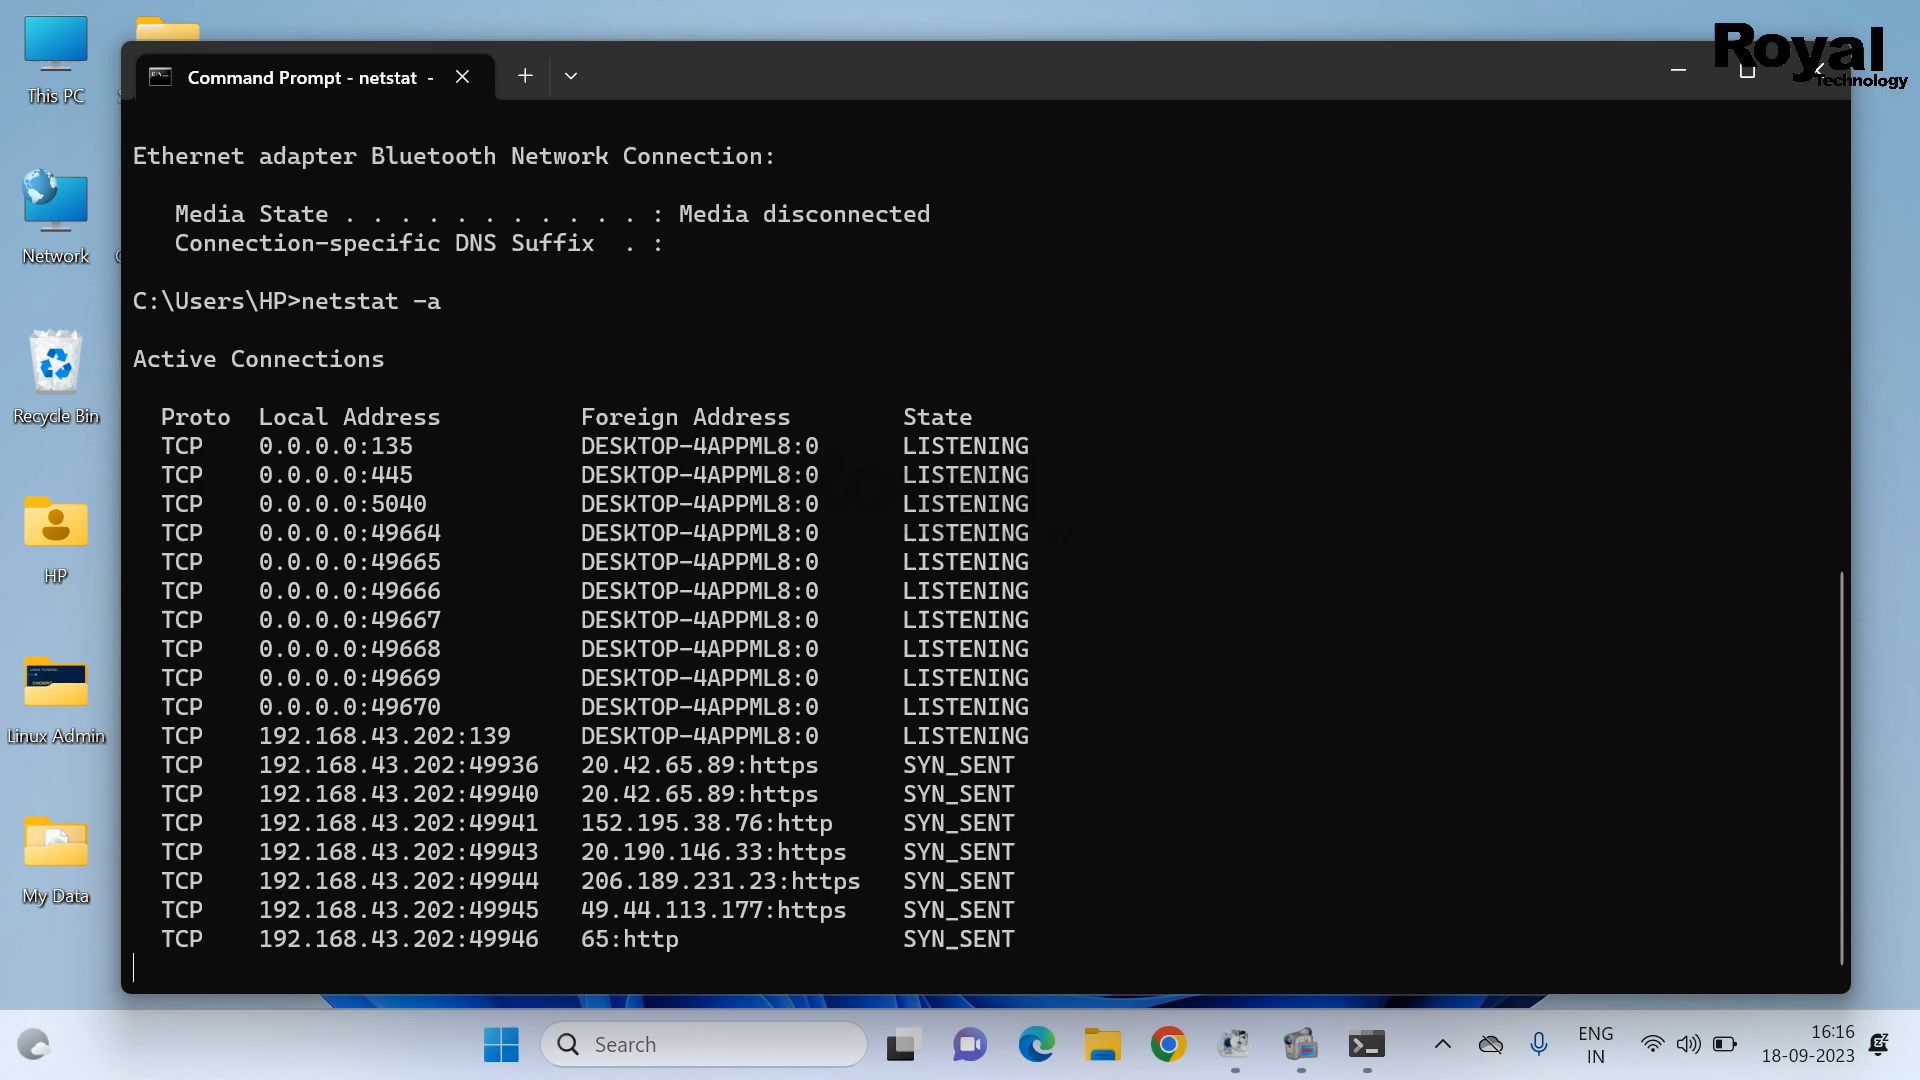 Royal
Technology
This PC
Command Prompt - netstat -
Ethernet adapter Bluetooth Network Connection:
Media State . . . . . . . . . . . : Media disconnected
Connection-specific DNS Suffix  . :
Network
C:\Users\HP>netstat -a
Active Connections
Proto  Local Address          Foreign Address        State
TCP    0.0.0.0:135            DESKTOP-4APPML8:0      LISTENING
TCP    0.0.0.0:445            DESKTOP-4APPML8:0      LISTENING
TCP    0.0.0.0:5040           DESKTOP-4APPML8:0      LISTENING
TCP    0.0.0.0:49664          DESKTOP-4APPML8:0      LISTENING
TCP    0.0.0.0:49665          DESKTOP-4APPML8:0      LISTENING
TCP    0.0.0.0:49666          DESKTOP-4APPML8:0      LISTENING
TCP    0.0.0.0:49667          DESKTOP-4APPML8:0      LISTENING
TCP    0.0.0.0:49668          DESKTOP-4APPML8:0      LISTENING
TCP    0.0.0.0:49669          DESKTOP-4APPML8:0      LISTENING
TCP    0.0.0.0:49670          DESKTOP-4APPML8:0      LISTENING
TCP    192.168.43.202:139     DESKTOP-4APPML8:0      LISTENING
TCP    192.168.43.202:49936   20.42.65.89:https      SYN_SENT
TCP    192.168.43.202:49940   20.42.65.89:https      SYN_SENT
TCP    192.168.43.202:49941   152.195.38.76:http     SYN_SENT
TCP    192.168.43.202:49943   20.190.146.33:https    SYN_SENT
TCP    192.168.43.202:49944   206.189.231.23:https   SYN_SENT
TCP    192.168.43.202:49945   49.44.113.177:https    SYN_SENT
TCP    192.168.43.202:49946   65:http                SYN_SENT
Recycle Bin
HP
Linux Admin
My Data
Search
ENG
IN
16:16
18-09-2023